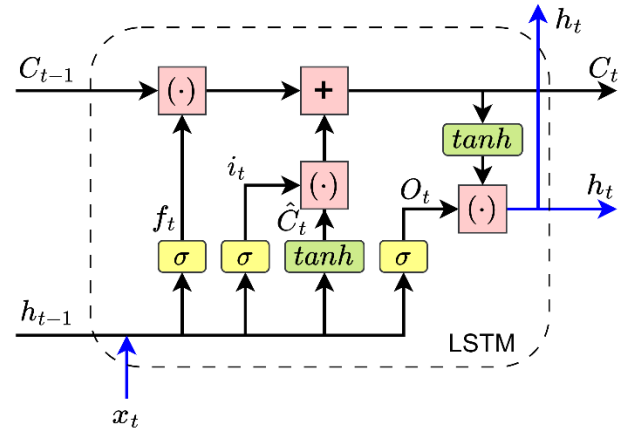 h_t
C_{t-1}
C_t
(·)
+
tanh
i_t
(·)
O_t
(·)
h_t
f_t
Ĉ_t
σ
σ
tanh
σ
h_{t-1}
LSTM
x_t